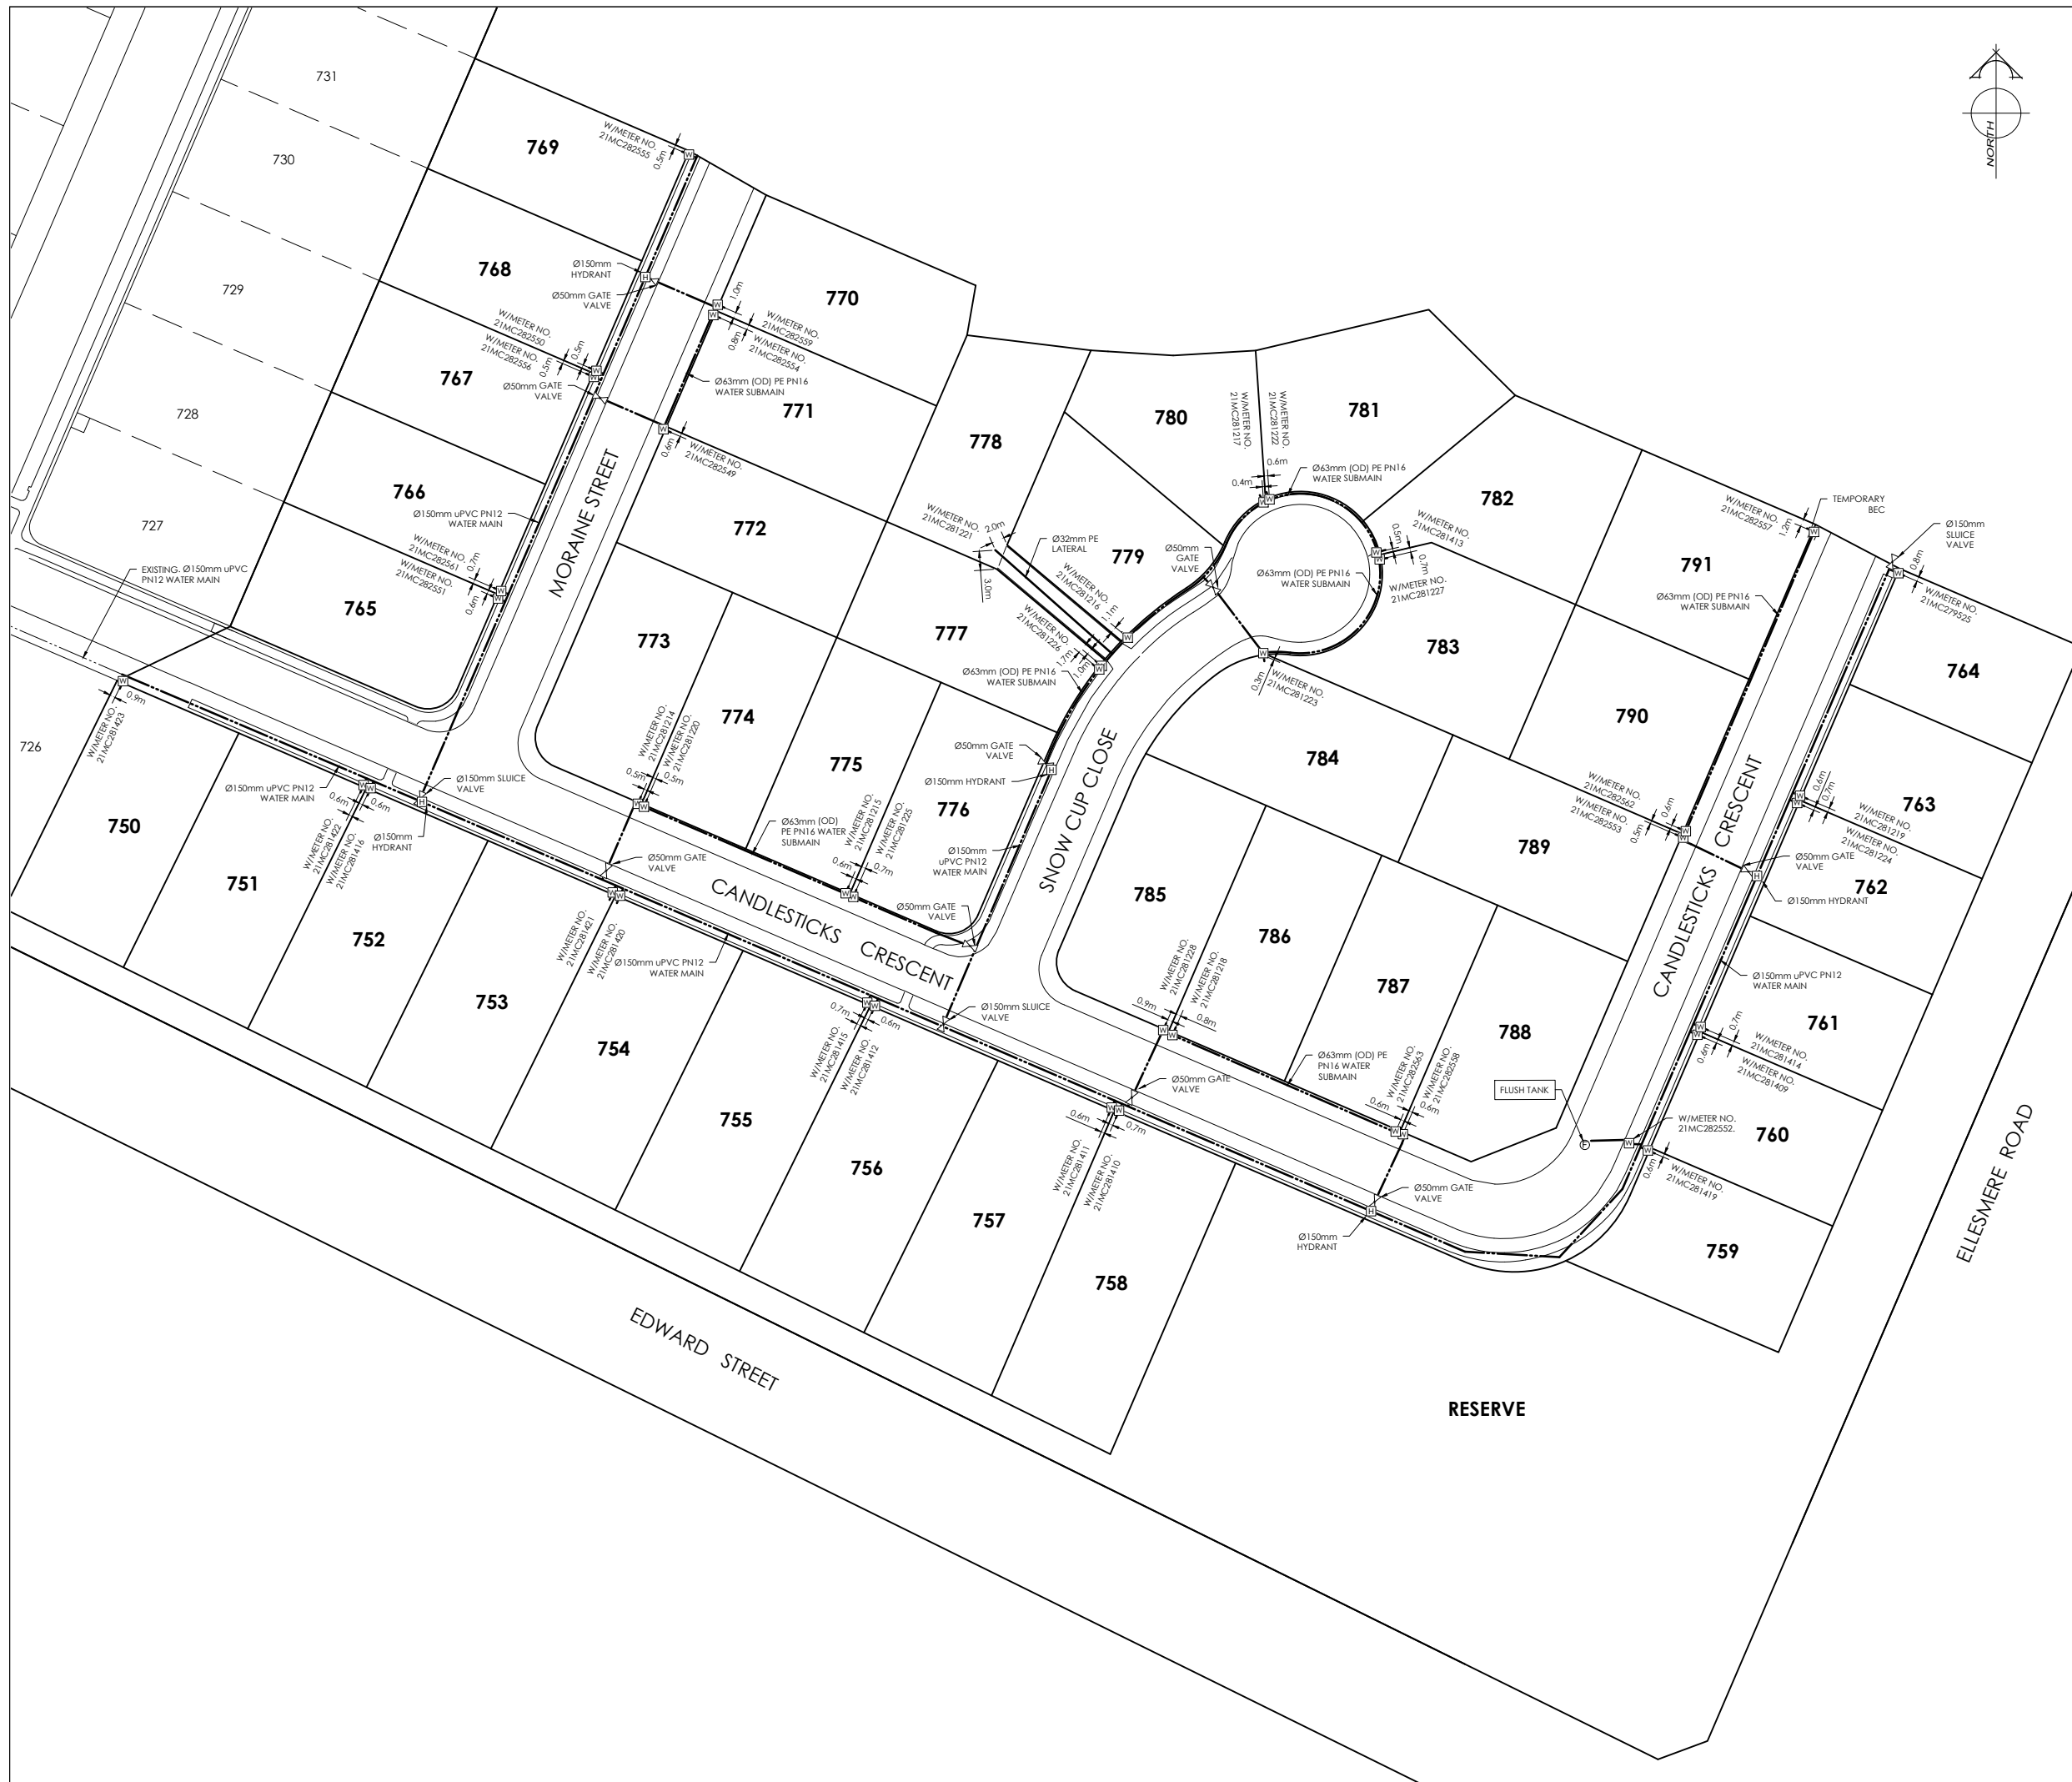 731
730
729
728
727
726
769
768
767
766
765
770
771
772
773
774
775
776
777
778
779
780
781
782
783
784
785
786
787
788
789
790
791
764
763
762
761
760
759
758
757
756
755
754
753
752
751
750
NORTH
W/METER NO.
21MC282555
0.5m
Ø150mm
HYDRANT
Ø50mm GATE
VALVE
1.0m
W/METER NO.
21MC282559
0.8m
W/METER NO.
21MC282554
W/METER NO.
21MC282550
W/METER NO.
21MC282556
0.5m
0.5m
Ø50mm GATE
VALVE
Ø63mm (OD) PE PN16
WATER SUBMAIN
0.6m
W/METER NO.
21MC282549
MORAINE STREET
Ø150mm uPVC PN12
WATER MAIN
W/METER NO.
21MC282561
W/METER NO.
21MC282551
0.7m
0.6m
EXISTING. Ø150mm uPVC
PN12 WATER MAIN
W/METER NO.
21MC281423
0.9m
Ø150mm uPVC PN12
WATER MAIN
0.6m
0.6m
W/METER NO.
21MC281422
W/METER NO.
21MC281416
Ø150mm SLUICE
VALVE
Ø150mm
HYDRANT
W/METER NO.
21MC281214
W/METER NO.
21MC281220
0.5m
0.5m
Ø50mm GATE
VALVE
Ø63mm (OD)
PE PN16 WATER
SUBMAIN
W/METER NO.
21MC281215
W/METER NO.
21MC281225
0.6m
0.7m
W/METER NO.
21MC281421
W/METER NO.
21MC281420
Ø150mm uPVC PN12
WATER MAIN
CANDLESTICKS CRESCENT
Ø50mm GATE
VALVE
Ø150mm
uPVC PN12
WATER MAIN
Ø50mm GATE
VALVE
Ø150mm HYDRANT
SNOW CUP CLOSE
Ø63mm (OD) PE PN16
WATER SUBMAIN
W/METER NO.
21MC281221
2.0m
3.0m
Ø32mm PE
LATERAL
W/METER NO.
21MC281216
1.1m
W/METER NO.
21MC281226
1.7m
1.0m
Ø50mm
GATE
VALVE
W/METER NO.
21MC281217
W/METER NO.
21MC281222
0.6m
0.4m
Ø63mm (OD) PE PN16
WATER SUBMAIN
W/METER NO.
21MC281413
0.5m
0.7m
W/METER NO.
21MC281227
Ø63mm (OD) PE PN16
WATER SUBMAIN
0.3m
W/METER NO.
21MC281223
W/METER NO.
21MC282557
1.2m
TEMPORARY
BEC
Ø150mm
SLUICE
VALVE
0.8m
W/METER NO.
21MC279525
Ø63mm (OD) PE PN16
WATER SUBMAIN
W/METER NO.
21MC282562
W/METER NO.
21MC282553
0.6m
0.5m
0.6m
0.7m
W/METER NO.
21MC281219
W/METER NO.
21MC281224
Ø50mm GATE
VALVE
Ø150mm HYDRANT
CANDLESTICKS CRESCENT
Ø150mm uPVC PN12
WATER MAIN
0.7m
0.6m
W/METER NO.
21MC281414
W/METER NO.
21MC281409
FLUSH TANK
W/METER NO.
21MC282552.
0.6m
W/METER NO.
21MC281419
0.7m
0.6m
W/METER NO.
21MC281415
W/METER NO.
21MC281412
Ø150mm SLUICE
VALVE
W/METER NO.
21MC281228
W/METER NO.
21MC281218
0.9m
0.8m
Ø50mm GATE
VALVE
0.6m
0.7m
W/METER NO.
21MC281411
W/METER NO.
21MC281410
Ø63mm (OD) PE
PN16 WATER
SUBMAIN
W/METER NO.
21MC282563
W/METER NO.
21MC282558
0.6m
0.6m
Ø50mm GATE
VALVE
Ø150mm
HYDRANT
EDWARD STREET
ELLESMERE ROAD
RESERVE